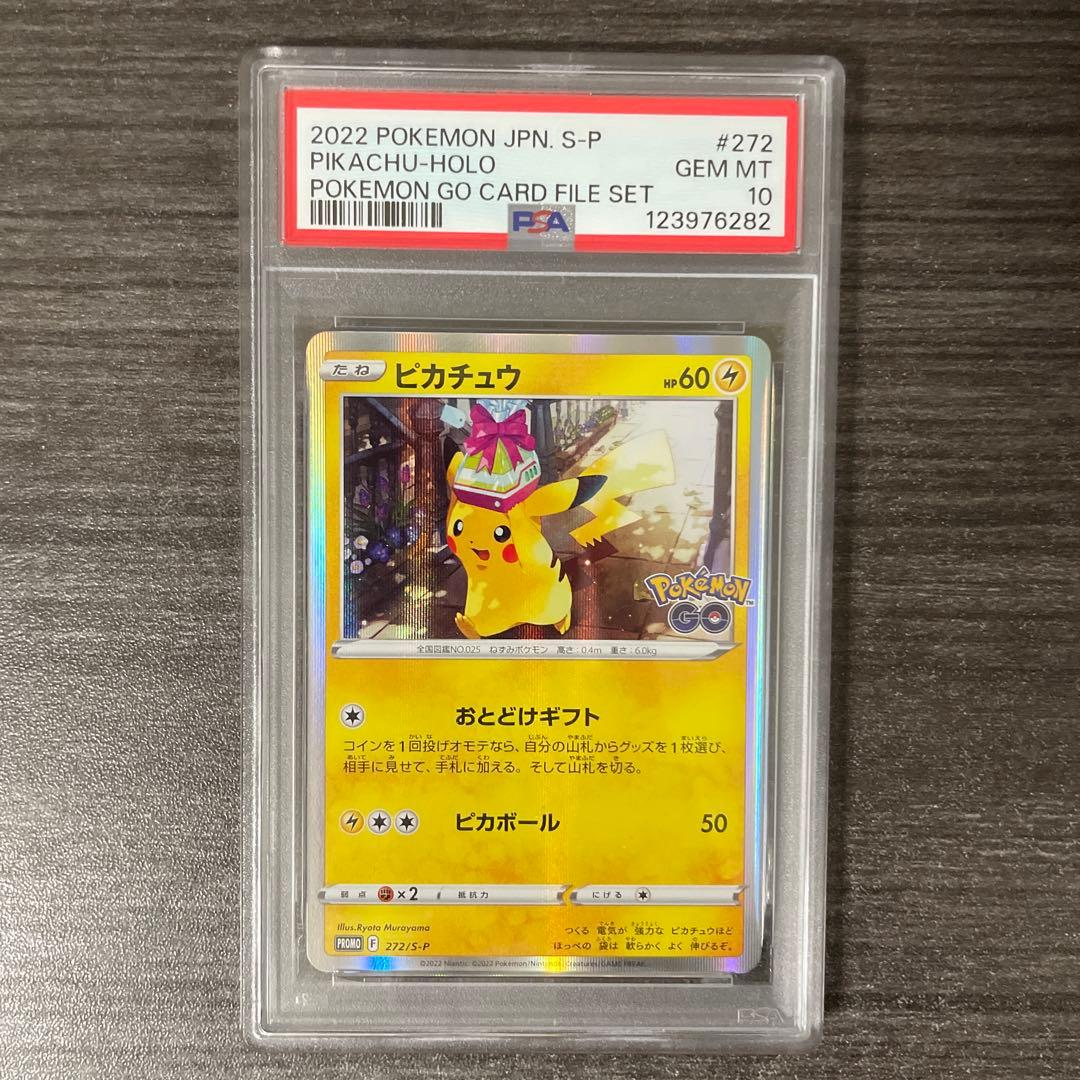 2022 POKEMON JPN. S-P #272
PIKACHU-HOLO GEM MT
POKEMON GO CARD FILE SET 10
PSA 123976282
たね ピカチュウ HP60
POKÉMON
GO
全国図鑑NO.025 ねずみポケモン 高さ:0.4m 重さ:6.0kg
おとどけギフト
コインを1回投げオモテなら、自分の山札からグッズを1枚選び、
相手に見せて、手札に加える。そして山札を切る。
ピカボール 50
弱点 ×2 抵抗力 にげる
Illus.Ryota Murayama
つくる 電気が 強力な ピカチュウほど
PROMO F 272/S-P
ほっぺの 袋は 軟らかく よく 伸びるぞ。
©2022 Niantic. ©2022 Pokémon/Nintendo/Creatures/GAME FREAK.
PSA